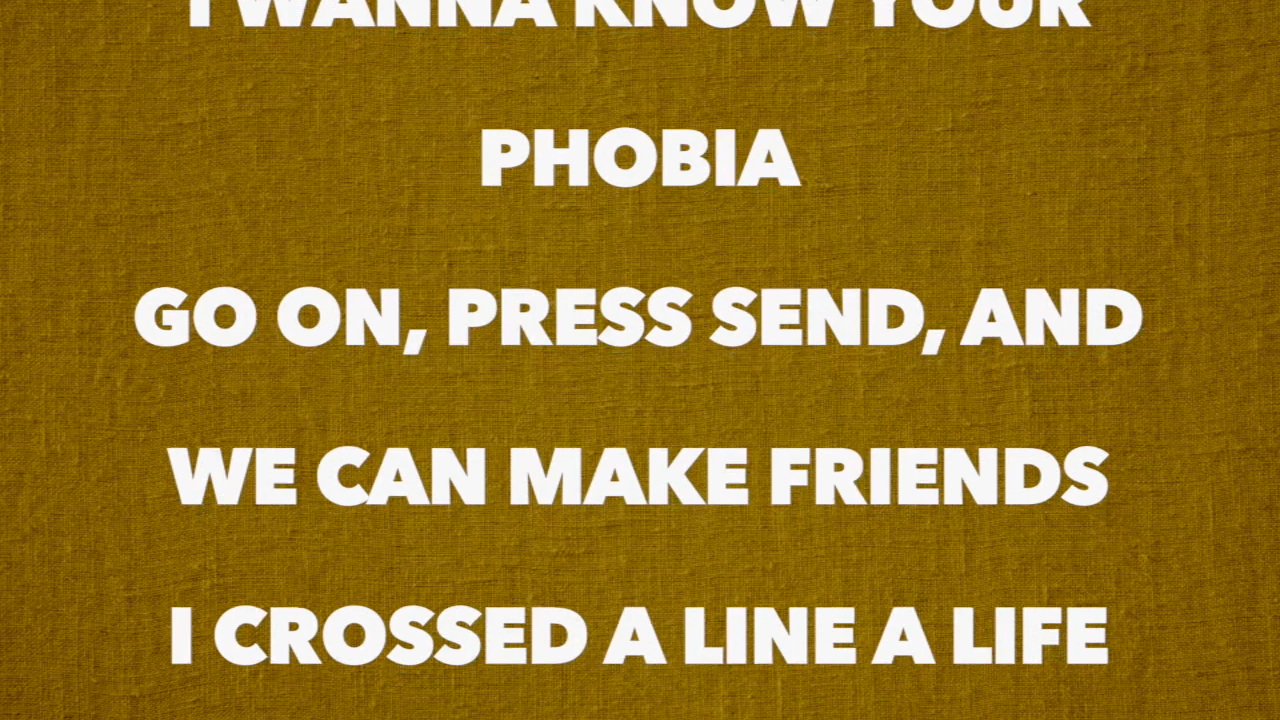 I WANNA KNOW YOUR
PHOBIA
GO ON, PRESS SEND, AND
WE CAN MAKE FRIENDS
I CROSSED A LINE A LIFE